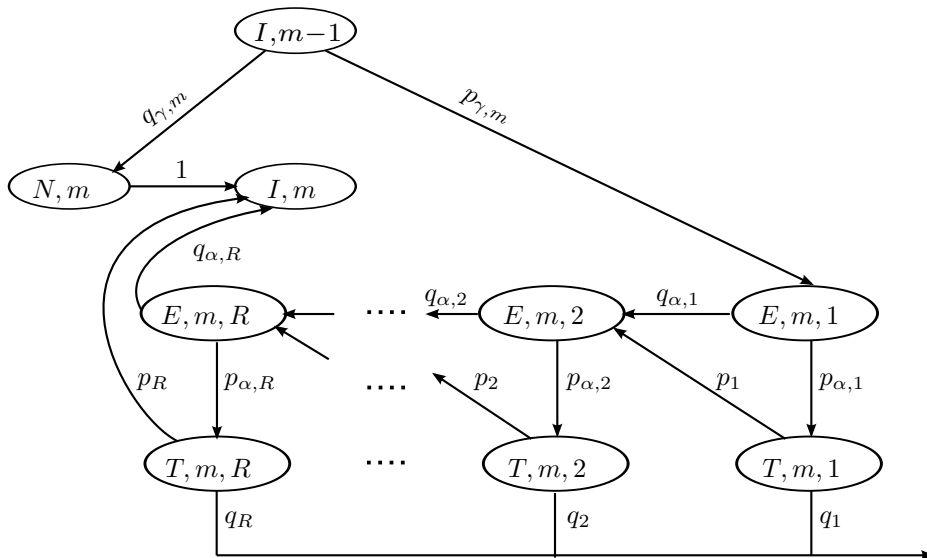 I, m−1
q_{γ,m}
p_{γ,m}
N, m
1
I, m
q_{α,R}
E, m, R
....
q_{α,2}
E, m, 2
q_{α,1}
E, m, 1
p_R
p_{α,R}
....
p_2
p_{α,2}
p_1
p_{α,1}
T, m, R
....
T, m, 2
T, m, 1
q_R
q_2
q_1